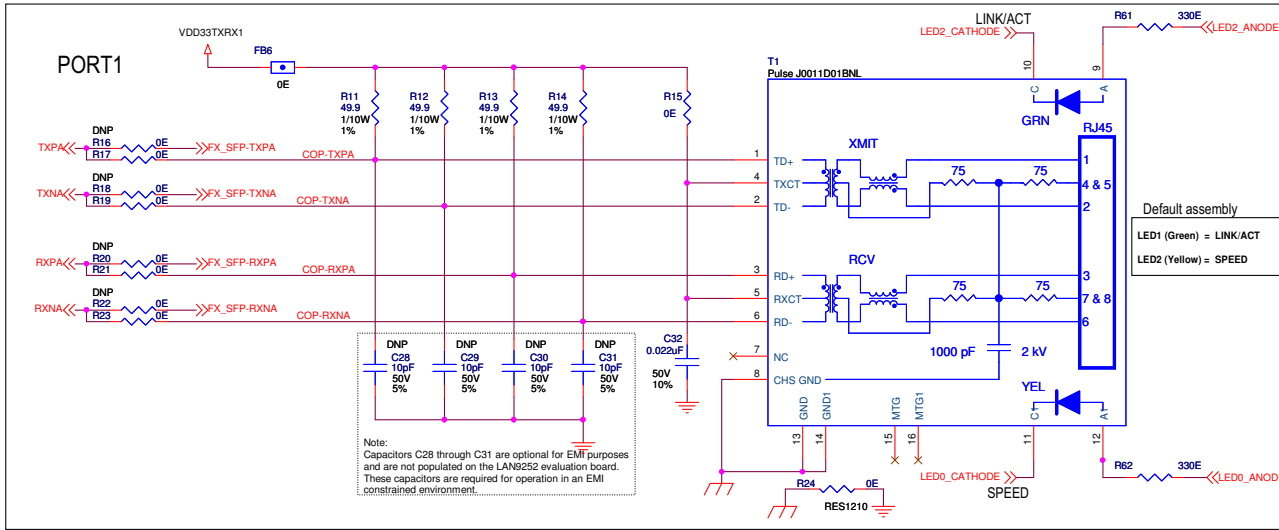 LINK/ACT
LED2_CATHODE
R61 330E
LED2_ANODE
VDD33TXRX1
PORT1
FB6
0E
T1
Pulse J0011D01BNL
10
9
C
A
GRN
RJ45
R11
49.9
1/10W
1%
R12
49.9
1/10W
1%
R13
49.9
1/10W
1%
R14
49.9
1/10W
1%
R15
0E
DNP
TXPA R16 0E FX_SFP-TXPA
R17 0E COP-TXPA
DNP
TXNA R18 0E FX_SFP-TXNA
R19 0E COP-TXNA
DNP
RXPA R20 0E FX_SFP-RXPA
R21 0E COP-RXPA
DNP
RXNA R22 0E FX_SFP-RXNA
R23 0E COP-RXNA
1 TD+
4 TXCT
2 TD-
3 RD+
5 RXCT
6 RD-
7 NC
8 CHS GND
XMIT
75 75
1
4 & 5
2
RCV
75 75
3
7 & 8
6
1000 pF 2 kV
YEL
C1
A1
11
12
GND
GND1
MTG
MTG1
13
14
15
16
Default assembly
LED1 (Green) = LINK/ACT
LED2 (Yellow) = SPEED
DNP
C28
10pF
50V
5%
DNP
C29
10pF
50V
5%
DNP
C30
10pF
50V
5%
DNP
C31
10pF
50V
5%
C32
0.022uF
50V
10%
Note:
Capacitors C28 through C31 are optional for EMI purposes
and are not populated on the LAN9252 evaluation board.
These capacitors are required for operation in an EMI
constrained environment.
R24 0E
RES1210
LED0_CATHODE
SPEED
R62 330E
LED0_ANOD